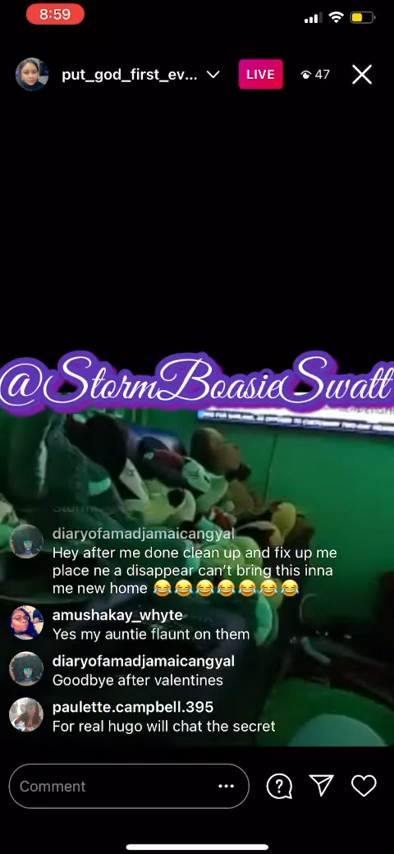 8:59
put_god_first_ev...
LIVE
47
@StormBoasieSwatt
diaryofamadjamaicangyal
Hey after me done clean up and fix up me
place ne a disappear can't bring this inna
me new home 😂😂😂😂😂😂😂
amushakay_whyte
Yes my auntie flaunt on them
diaryofamadjamaicangyal
Goodbye after valentines
paulette.campbell.395
For real hugo will chat the secret
Comment